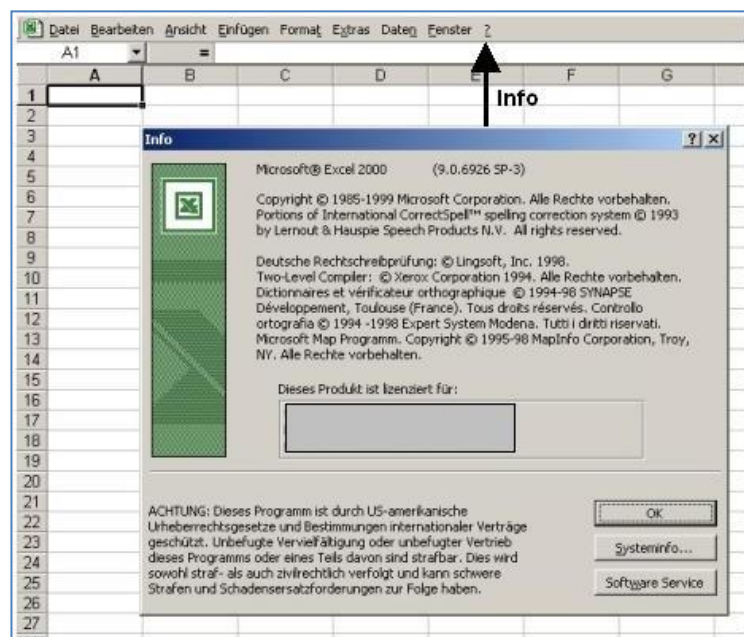 Datei Bearbeiten Ansicht Einfügen Format Extras Daten Fenster ?
A1 =
A B C D E F G
1
Info
2
3
Info
4
Microsoft® Excel 2000 (9.0.6926 SP-3)
5
6
Copyright © 1985-1999 Microsoft Corporation. Alle Rechte vorbehalten.
7
Portions of International CorrectSpell™ spelling correction system © 1993
8
by Lernout & Hauspie Speech Products N.V. All rights reserved.
9
Deutsche Rechtschreibprüfung: © Lingsoft, Inc. 1998.
10
Two-Level Compiler: © Xerox Corporation 1994. Alle Rechte vorbehalten.
11
Dictionnaires et vérificateur orthographique © 1994-98 SYNAPSE
12
Développement, Toulouse (France). Tous droits réservés. Controllo
ortografia © 1994 -1998 Expert System Modena. Tutti i diritti riservati.
13
Microsoft Map Programm. Copyright © 1995-98 MapInfo Corporation, Troy,
14
NY. Alle Rechte vorbehalten.
15
Dieses Produkt ist lizenziert für:
16
17
18
19
20
21
ACHTUNG: Dieses Programm ist durch US-amerikanische
22
Urheberrechtsgesetze und Bestimmungen internationaler Verträge
23
geschützt. Unbefugte Vervielfältigung oder unbefugter Vertrieb
24
dieses Programms oder eines Teils davon sind strafbar. Dies wird
25
sowohl straf- als auch zivilrechtlich verfolgt und kann schwere
Strafen und Schadensersatzforderungen zur Folge haben.
26
27
OK
Systeminfo...
Software Service